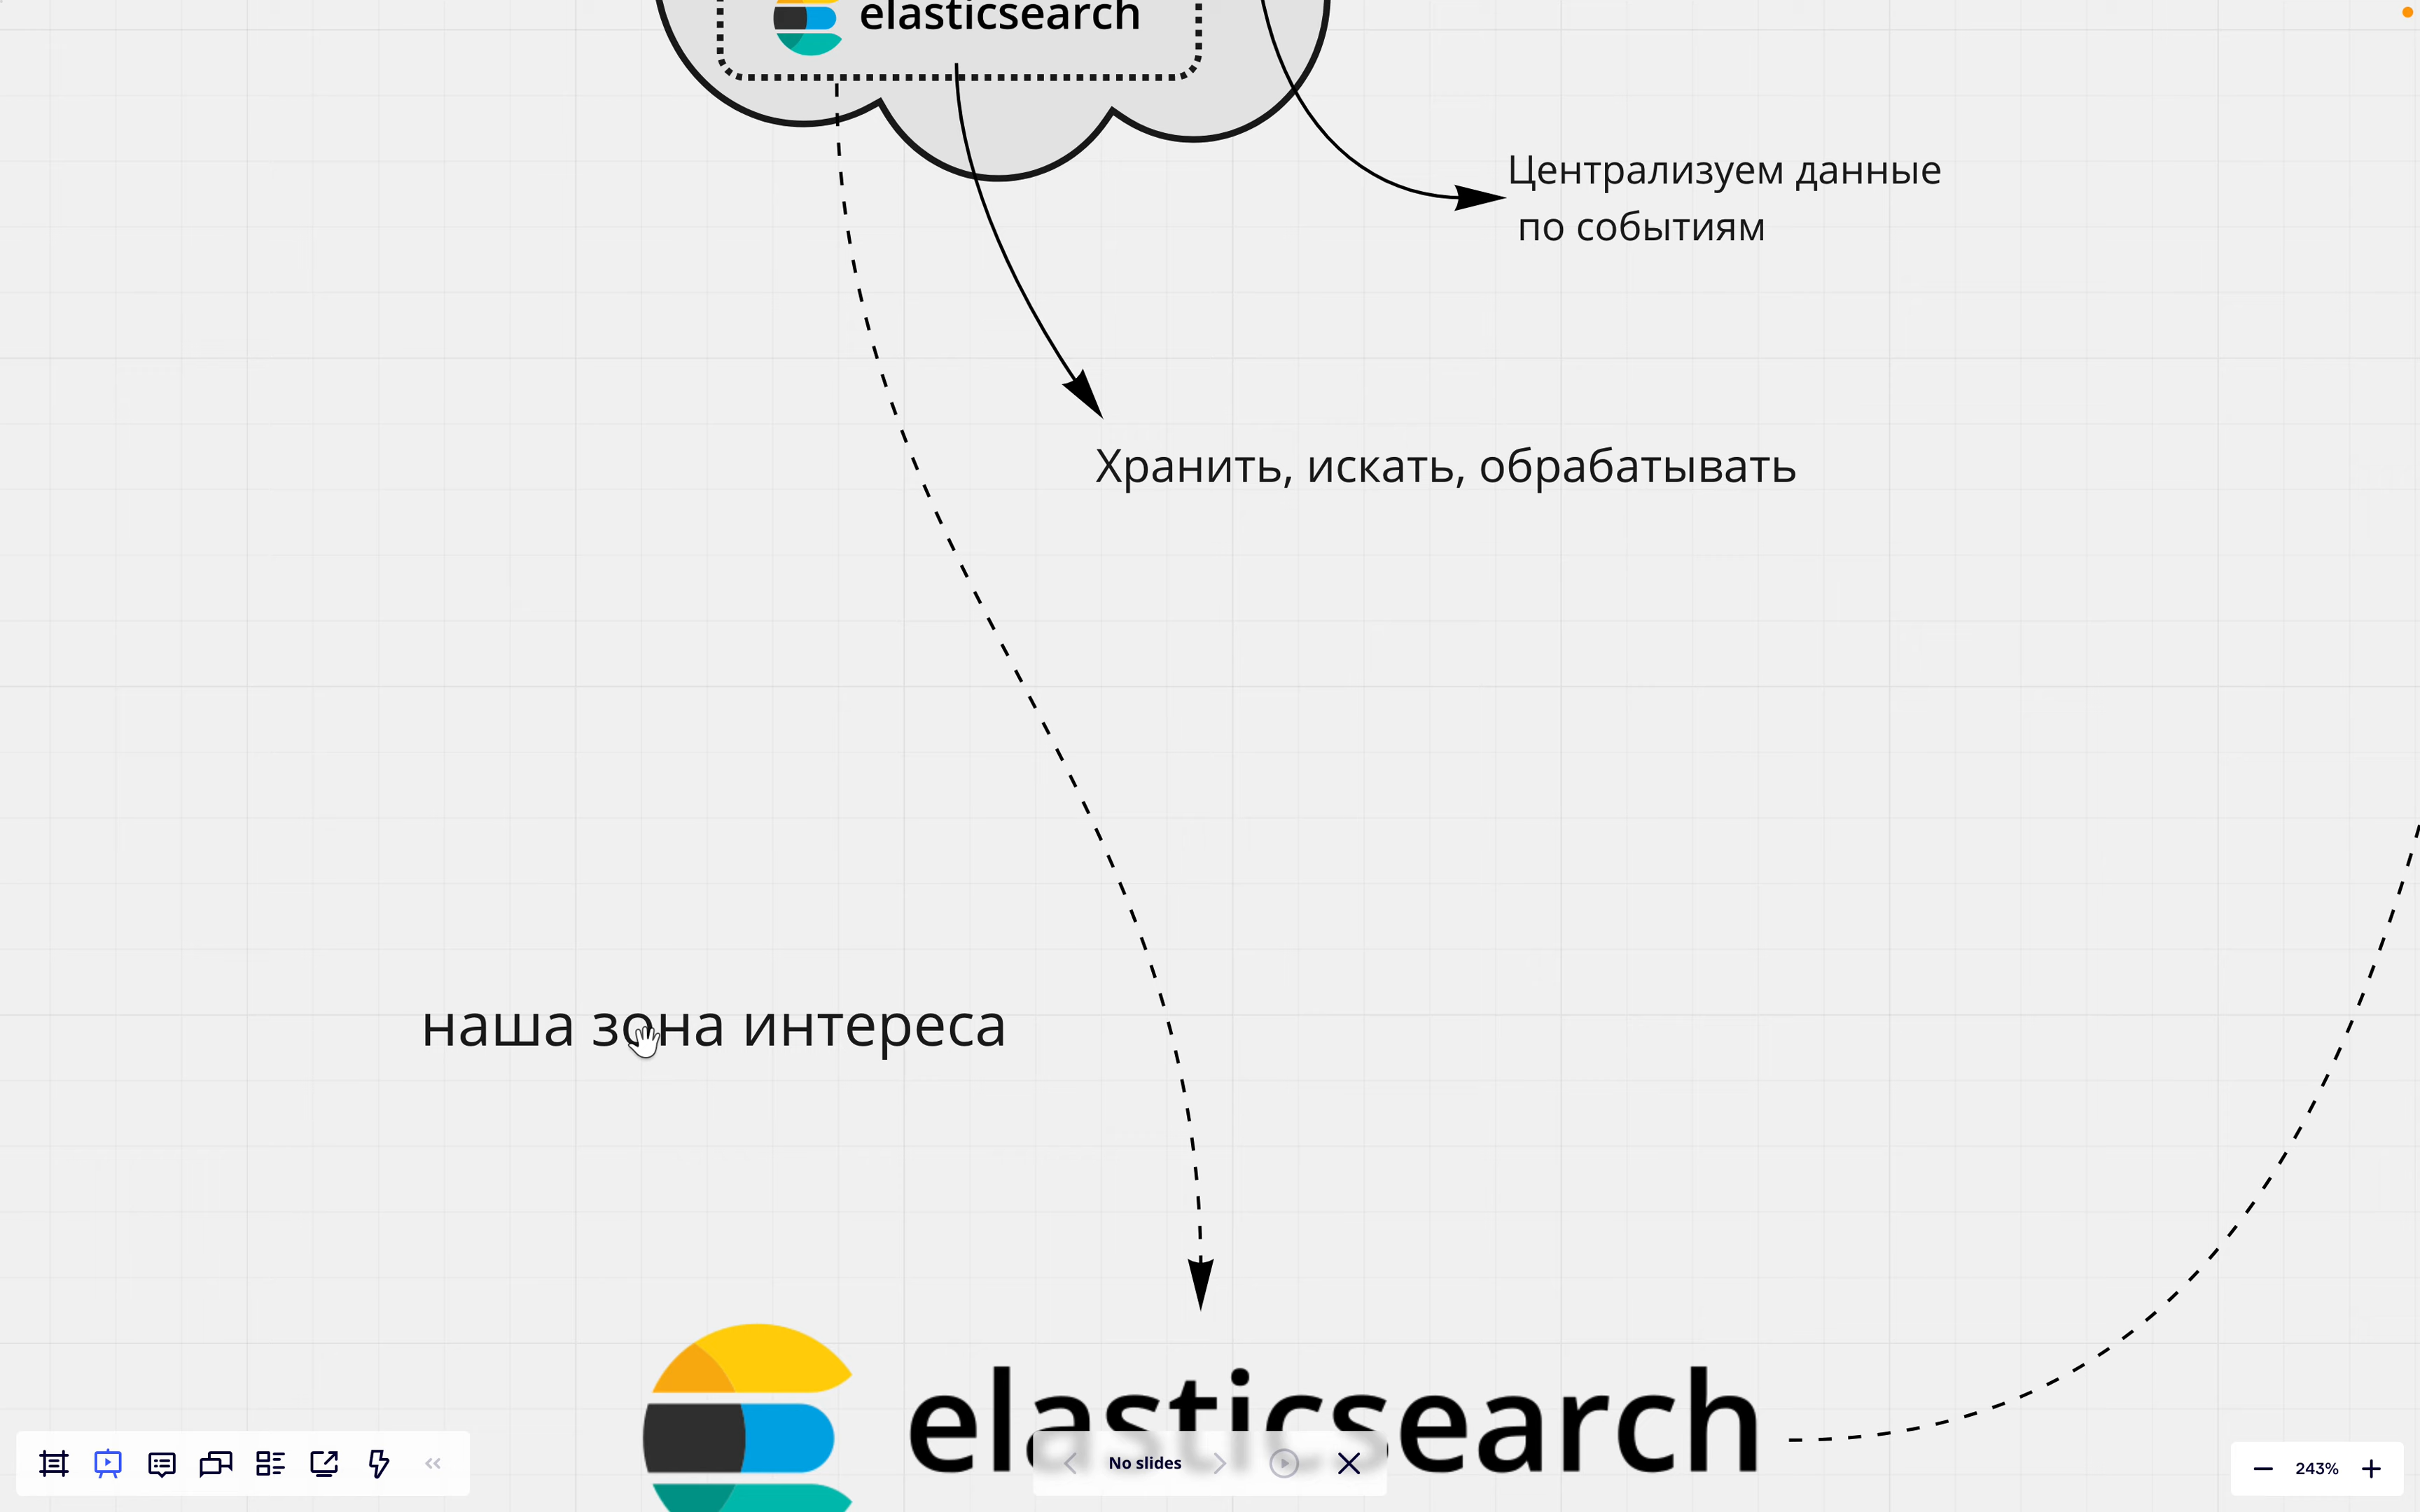 elasticsearch
Централизуем данные
по событиям
Хранить, искать, обрабатывать
наша зона интереса
elasticsearch
No slides
243%